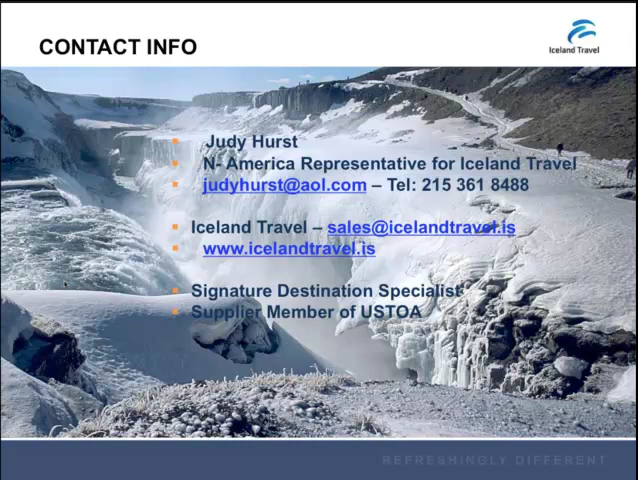 CONTACT INFO
Iceland Travel
Judy Hurst
N- America Representative for Iceland Travel
judyhurst@aol.com – Tel: 215 361 8488
Iceland Travel – sales@icelandtravel.is
www.icelandtravel.is
Signature Destination Specialist
Supplier Member of USTOA
REFRESHINGLY DIFFERENT